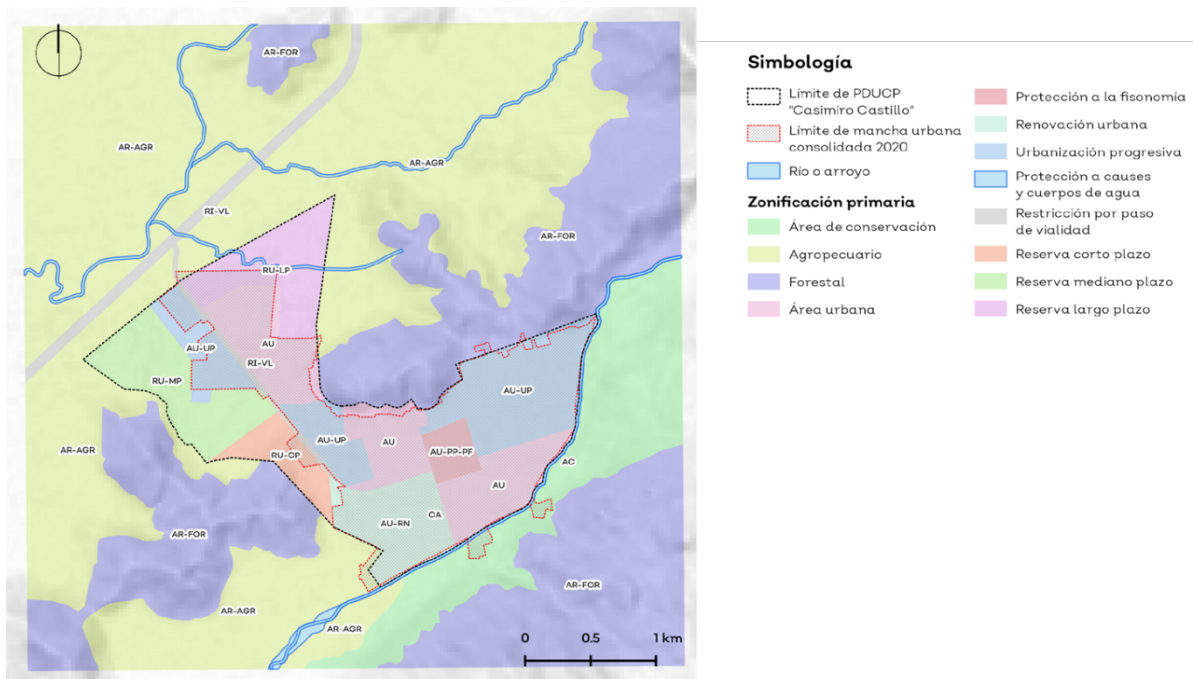 AR-FOR
AR-AGR
AR-AGR
RI-VL
AR-FOR
RU-LP
AU
AU-UP
RI-VL
RU-MP
AU-UP
AU-UP
AU
AU-PP-PF
RU-CP
AR-AGR
AC
AU
CA
AU-RN
AR-FOR
AR-FOR
AR-AGR
AR-AGR
0 0.5 1 km
Simbología
Límite de PDUCP
"Casimiro Castillo"
Límite de mancha urbana
consolidada 2020
Río o arroyo
Zonificación primaria
Área de conservación
Agropecuario
Forestal
Área urbana
Protección a la fisonomía
Renovación urbana
Urbanización progresiva
Protección a causes
y cuerpos de agua
Restricción por paso
de vialidad
Reserva corto plazo
Reserva mediano plazo
Reserva largo plazo